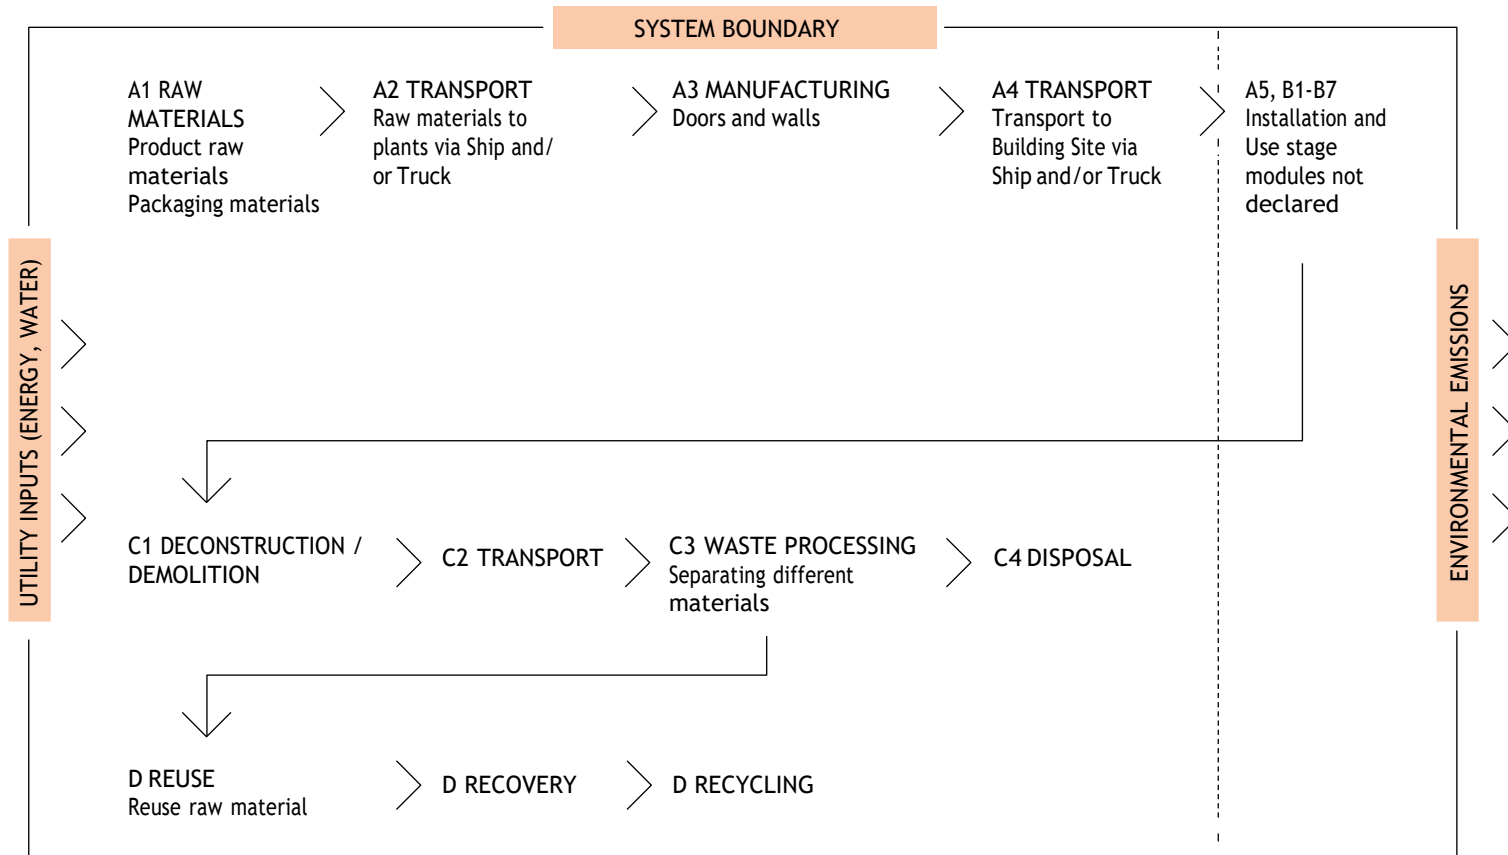 SYSTEM BOUNDARY
A1 RAW
MATERIALS
Product raw
materials
Packaging materials
A2 TRANSPORT
Raw materials to
plants via Ship and/
or Truck
A3 MANUFACTURING
Doors and walls
A4 TRANSPORT
Transport to
Building Site via
Ship and/or Truck
A5, B1-B7
Installation and
Use stage
modules not
declared
UTILITY INPUTS (ENERGY, WATER)
ENVIRONMENTAL EMISSIONS
C1 DECONSTRUCTION /
DEMOLITION
C2 TRANSPORT
C3 WASTE PROCESSING
Separating different
materials
C4 DISPOSAL
D REUSE
Reuse raw material
D RECOVERY
D RECYCLING